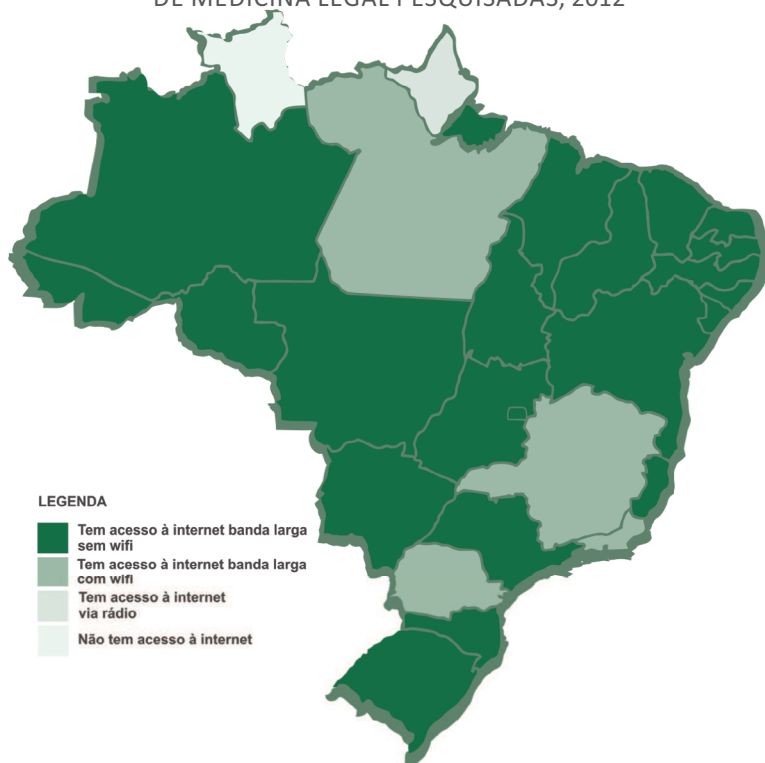 DE MEDICINA LEGAL PESQUISADAS, 2012
LEGENDA
Tem acesso à internet banda larga
sem wifi
Tem acesso à internet banda larga
com wifi
Tem acesso à internet
via rádio
Não tem acesso à internet